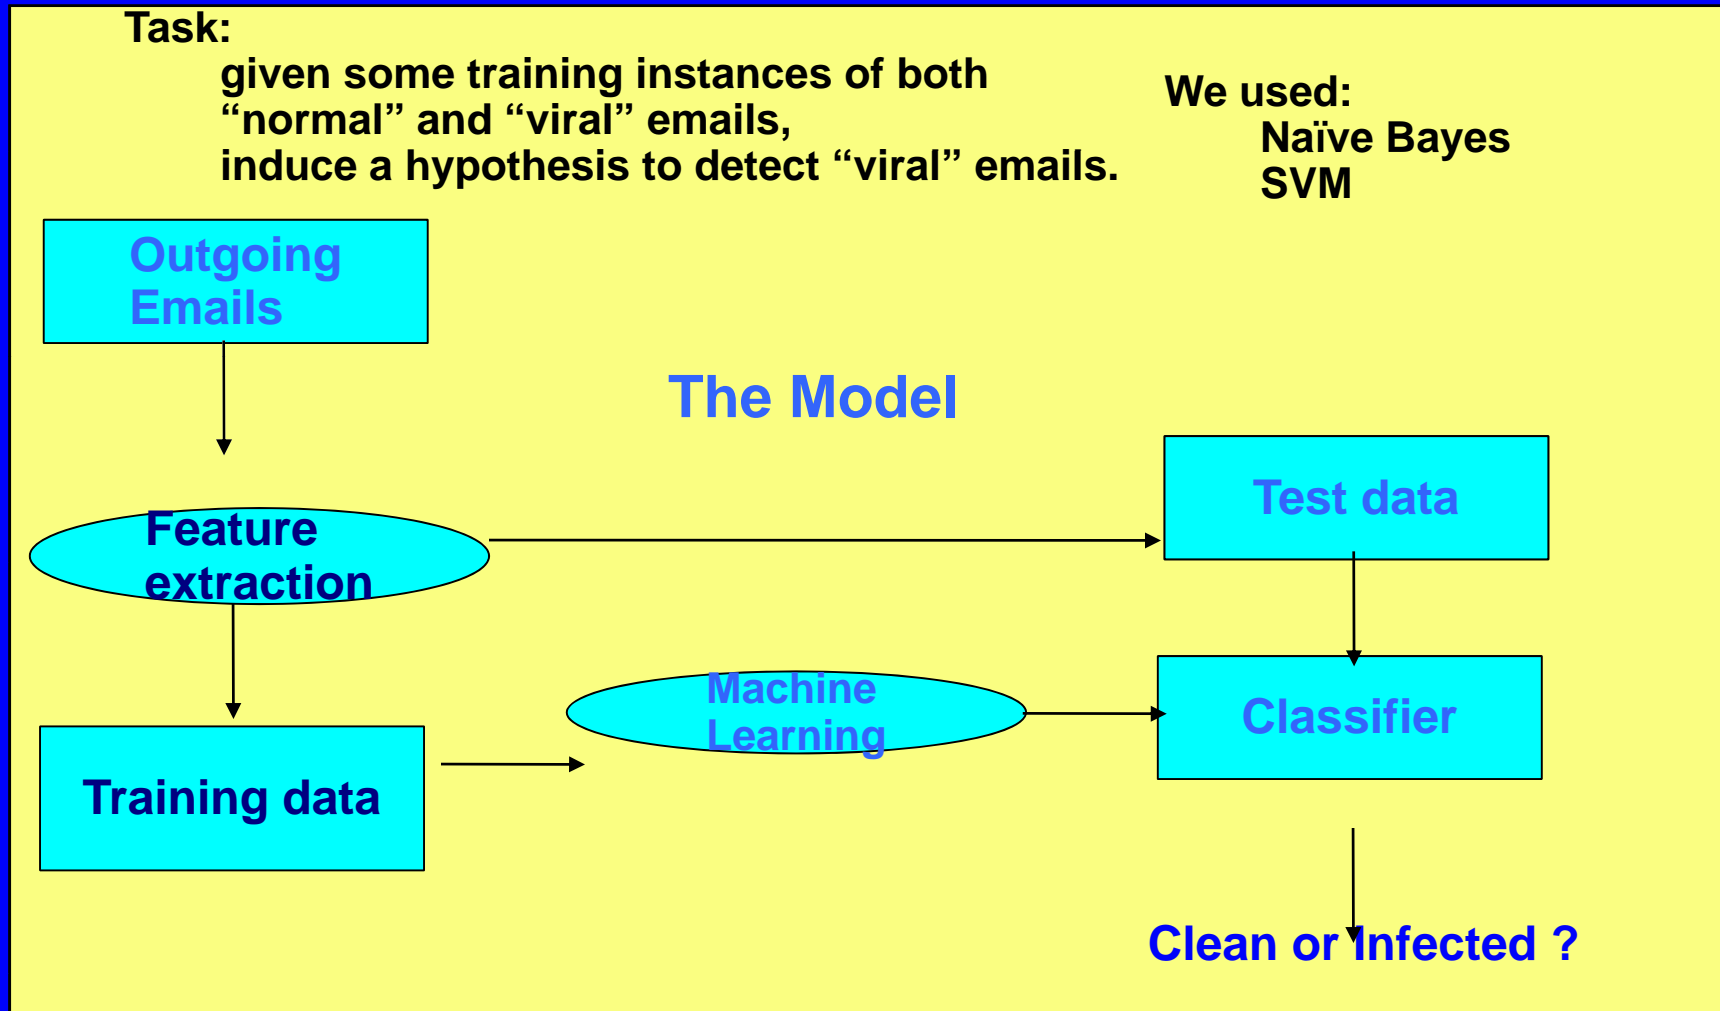 Task:
given some training instances of both
“normal” and “viral” emails,
induce a hypothesis to detect “viral” emails.
We used:
Naïve Bayes
SVM
Outgoing
Emails
The Model
Feature
extraction
Test data
Machine
Learning
Classifier
Training data
Clean or Infected ?